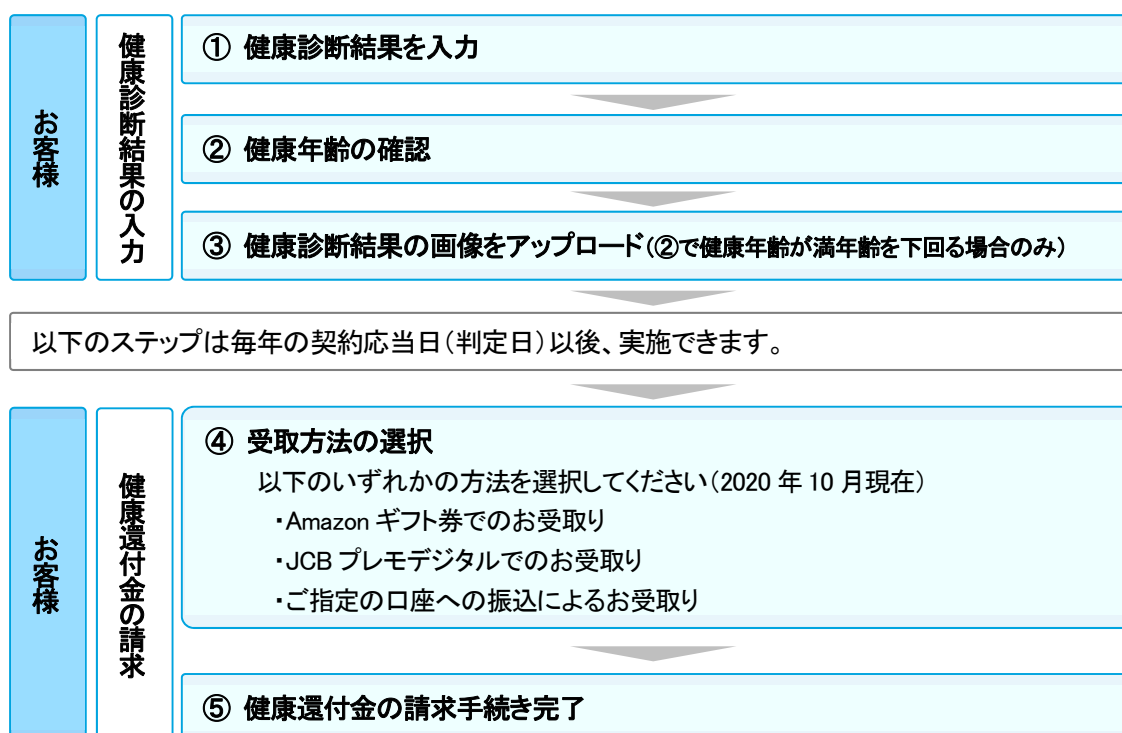 お客様
健康診断結果の入力
① 健康診断結果を入力
② 健康年齢の確認
③ 健康診断結果の画像をアップロード（②で健康年齢が満年齢を下回る場合のみ）
以下のステップは毎年の契約応当日（判定日）以後、実施できます。
お客様
健康還付金の請求
④ 受取方法の選択
以下のいずれかの方法を選択してください（2020 年 10 月現在）
・Amazon ギフト券でのお受取り
・JCB プレモデジタルでのお受取り
・ご指定の口座への振込によるお受取り
⑤ 健康還付金の請求手続き完了